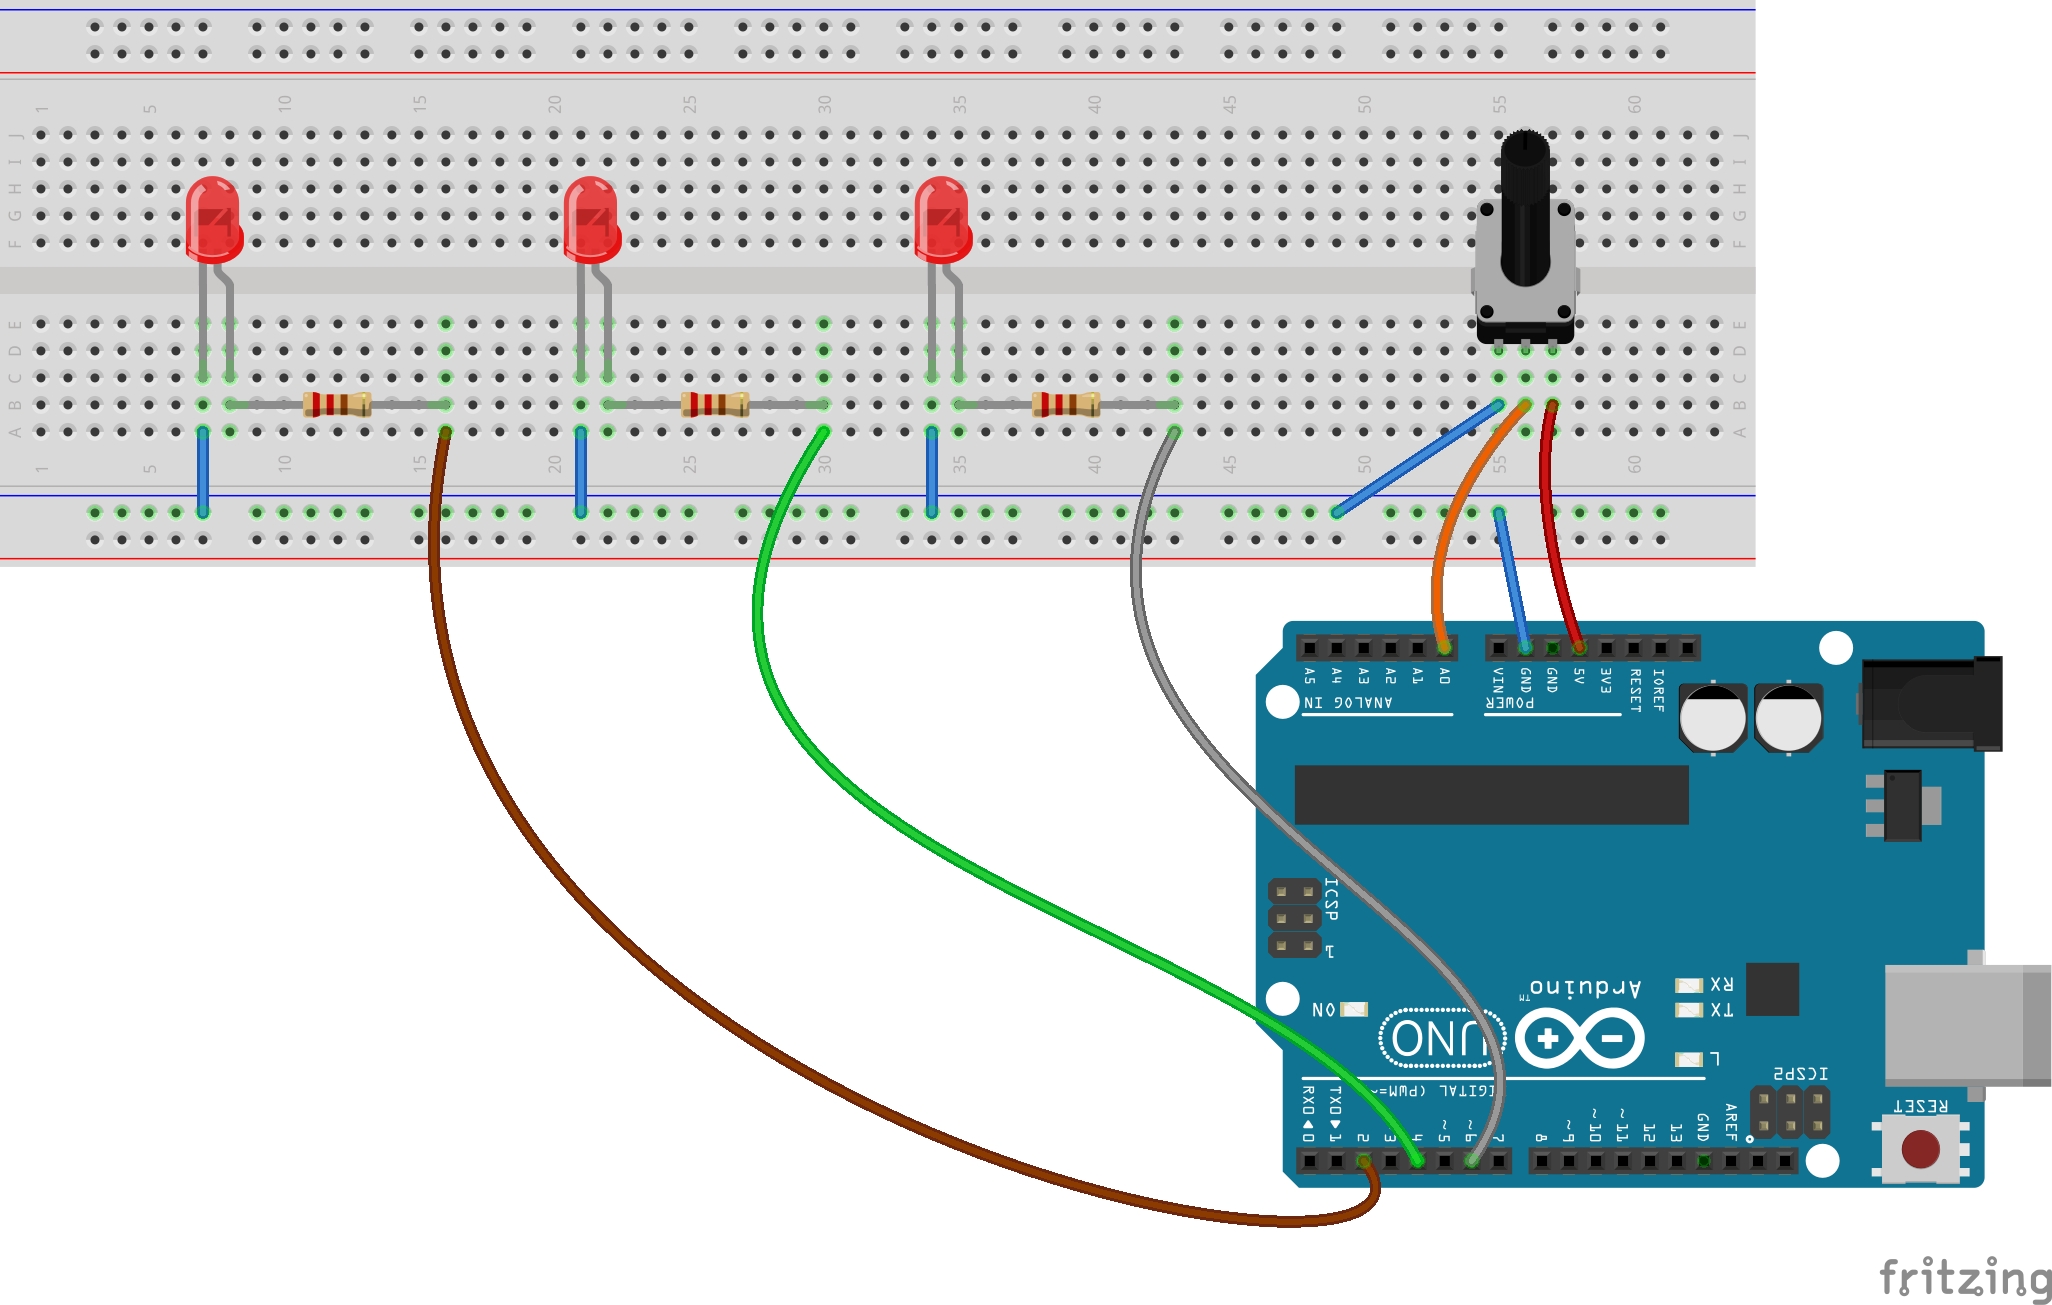 1 5 10 15 20 25 30 35 40 45 50 55 60
J J
I I
H H
G G
F F
E E
D D
C C
B B
A A
1 5 10 15 20 25 30 35 40 45 50 55 60
A5 A4 A3 A2 A1 A0 VIN GND GND 5V 3V3 RESET IOREF
ANALOG IN POWER
ICSP
1
Arduino
TM
RX
ON
TX
UNO
L
ICSP2
IGITAL (PWM=~
RX0 TX0 AREF RESET
0 1 2 3 4 ~5 ~6 7 8 ~9 ~10 ~11 12 13 GND
fritzing